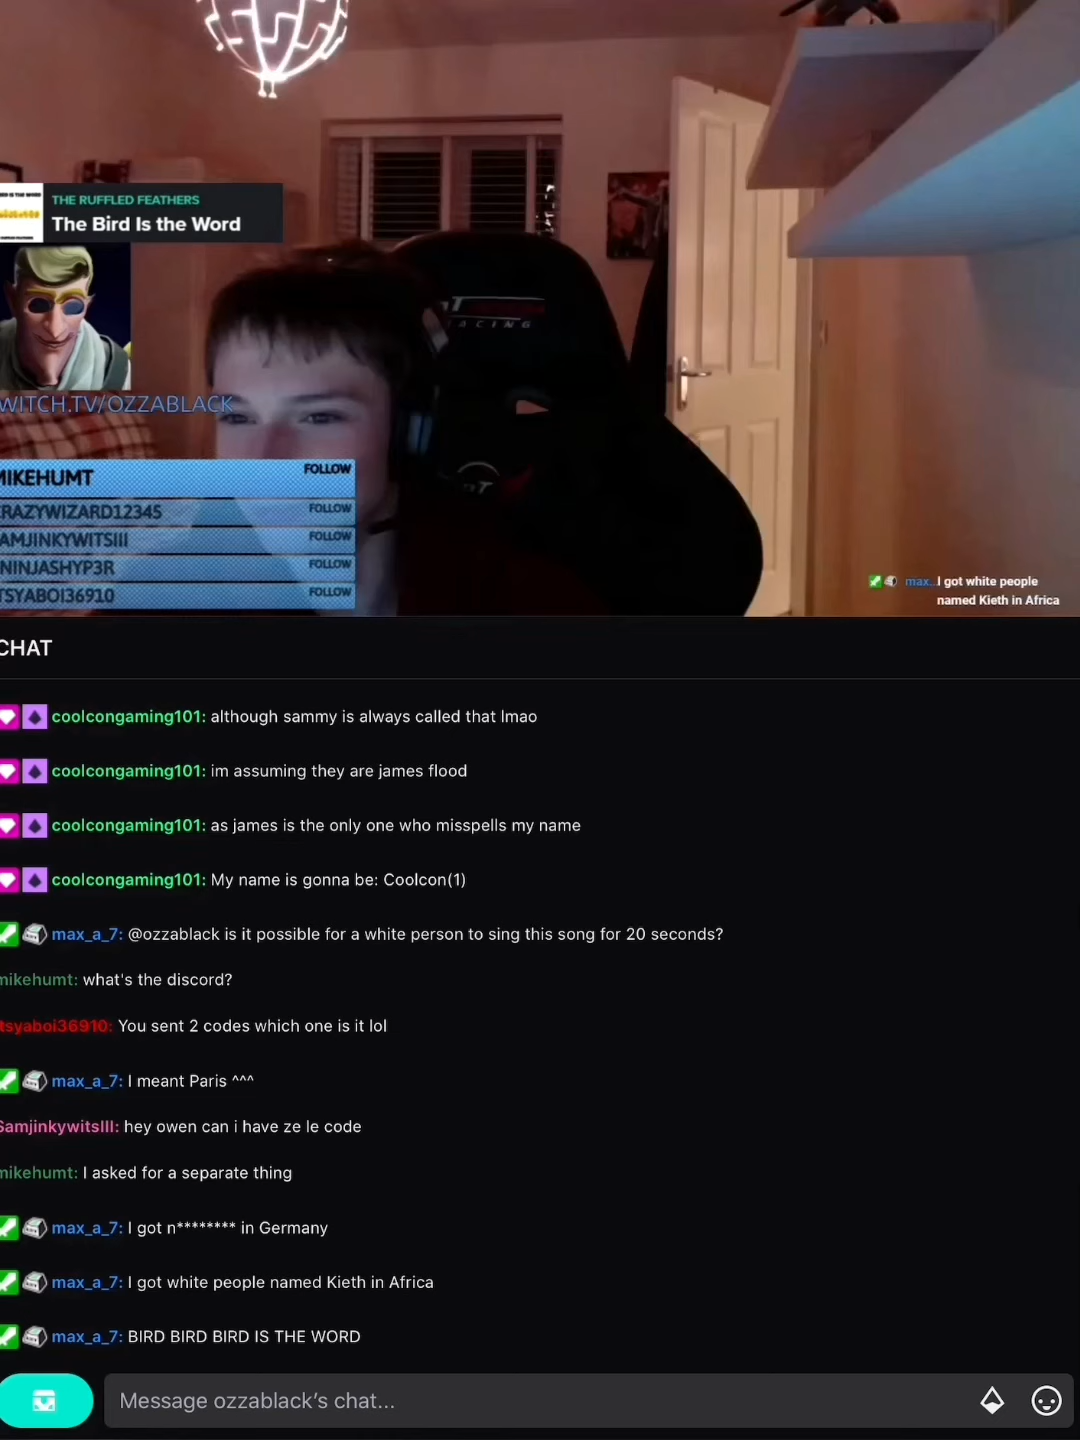 THE RUFFLED FEATHERS
The Bird Is the Word
WITCH.TV/OZZABLACK
MIKEHUMT FOLLOW
RAZYWIZARD12345 FOLLOW
AMJINKYWITSIII FOLLOW
NINJASHYP3R FOLLOW
TSYABOI36910 FOLLOW
RACING
max... I got white people
named Kieth in Africa
CHAT
coolcongaming101: although sammy is always called that lmao
coolcongaming101: im assuming they are james flood
coolcongaming101: as james is the only one who misspells my name
coolcongaming101: My name is gonna be: Coolcon(1)
max_a_7: @ozzablack is it possible for a white person to sing this song for 20 seconds?
mikehumt: what's the discord?
tsyaboi36910: You sent 2 codes which one is it lol
max_a_7: I meant Paris ^^^
SamjinkywitsIII: hey owen can i have ze le code
mikehumt: I asked for a separate thing
max_a_7: I got n******** in Germany
max_a_7: I got white people named Kieth in Africa
max_a_7: BIRD BIRD BIRD IS THE WORD
Message ozzablack’s chat...